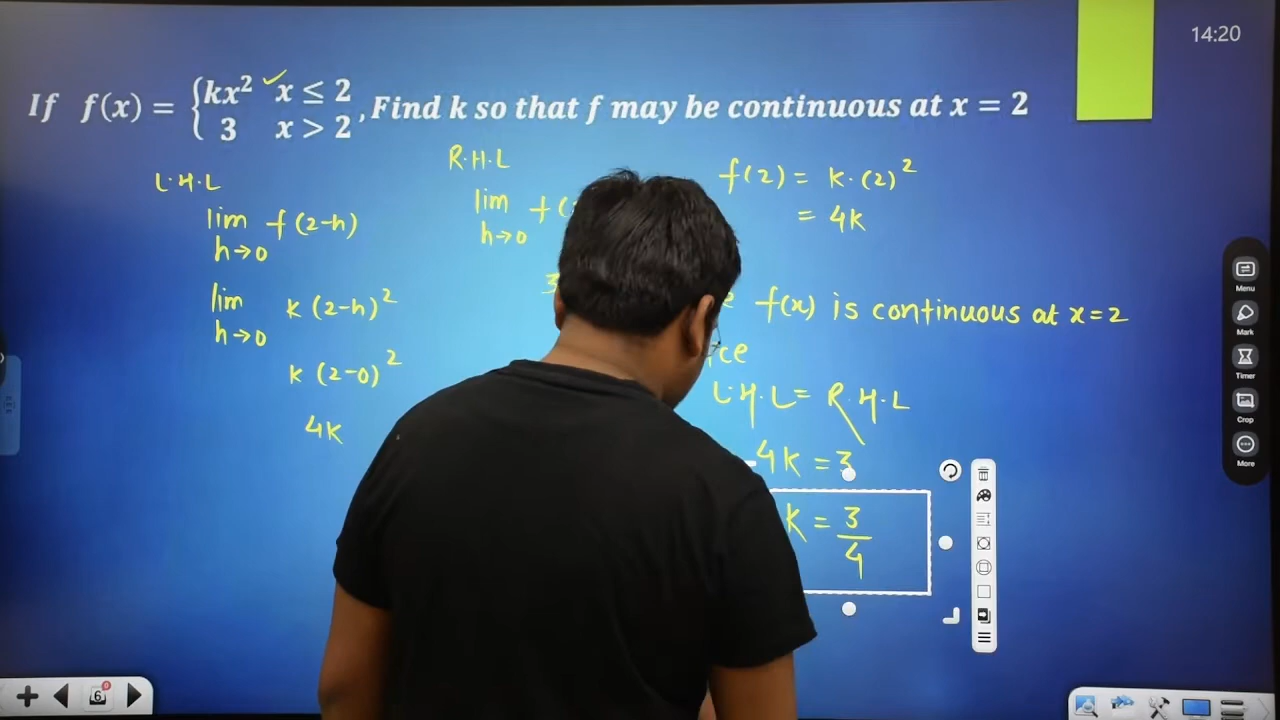 14:20
If f(x) = { kx² ✓ x ≤ 2
3 x > 2 , Find k so that f may be continuous at x = 2
L.H.L
lim f(2-h)
h→0
lim k(2-h)²
h→0
k(2-0)²
4k
R.H.L
lim f(
h→0
3
f(2) = k·(2)²
= 4k
f(x) is continuous at x=2
L.H.L = R.H.L
4k = 3
k = 3/4
Menu
Mark
Timer
Crop
More
6